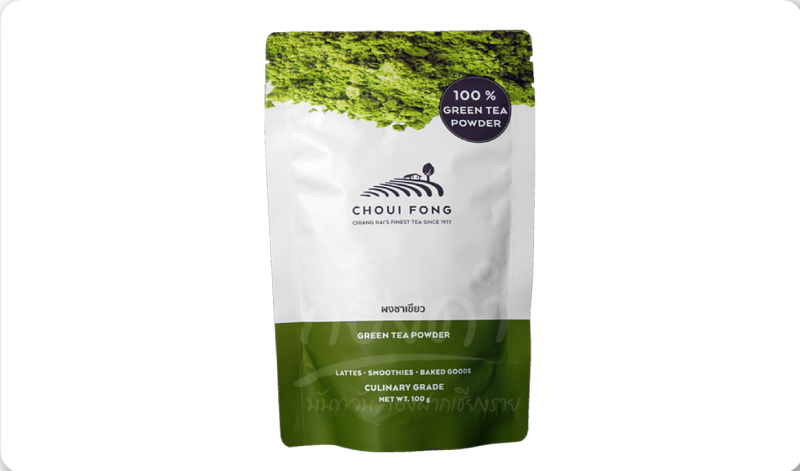 100 %
GREEN TEA
POWDER
CHOUI FONG
CHIANG RAI'S FINEST TEA SINCE 1977
ผงชาเขียว
GREEN TEA POWDER
LATTES • SMOOTHIES • BAKED GOODS
CULINARY GRADE
NET WT. 100 g